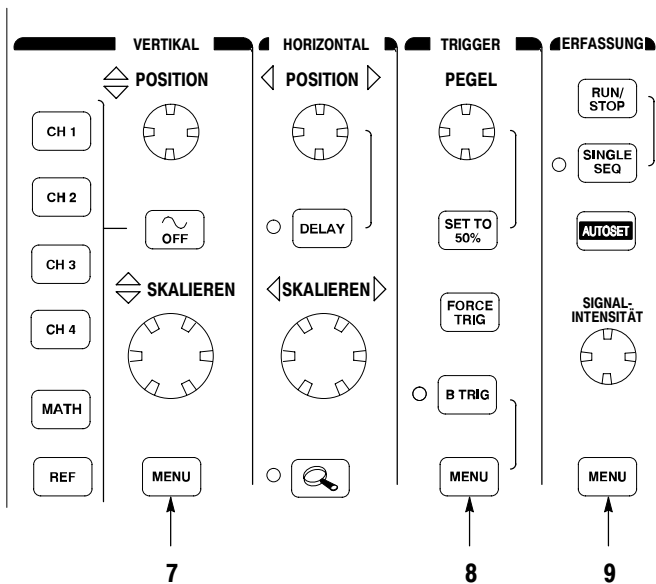 VERTIKAL
HORIZONTAL
TRIGGER
ERFASSUNG
POSITION
POSITION
PEGEL
RUN/
STOP
CH 1
SINGLE
SEQ
CH 2
OFF
DELAY
SET TO
50%
AUTOSET
CH 3
SKALIEREN
SKALIEREN
FORCE
TRIG
SIGNAL-
INTENSITÄT
CH 4
B TRIG
MATH
REF
MENU
MENU
MENU
7
8
9